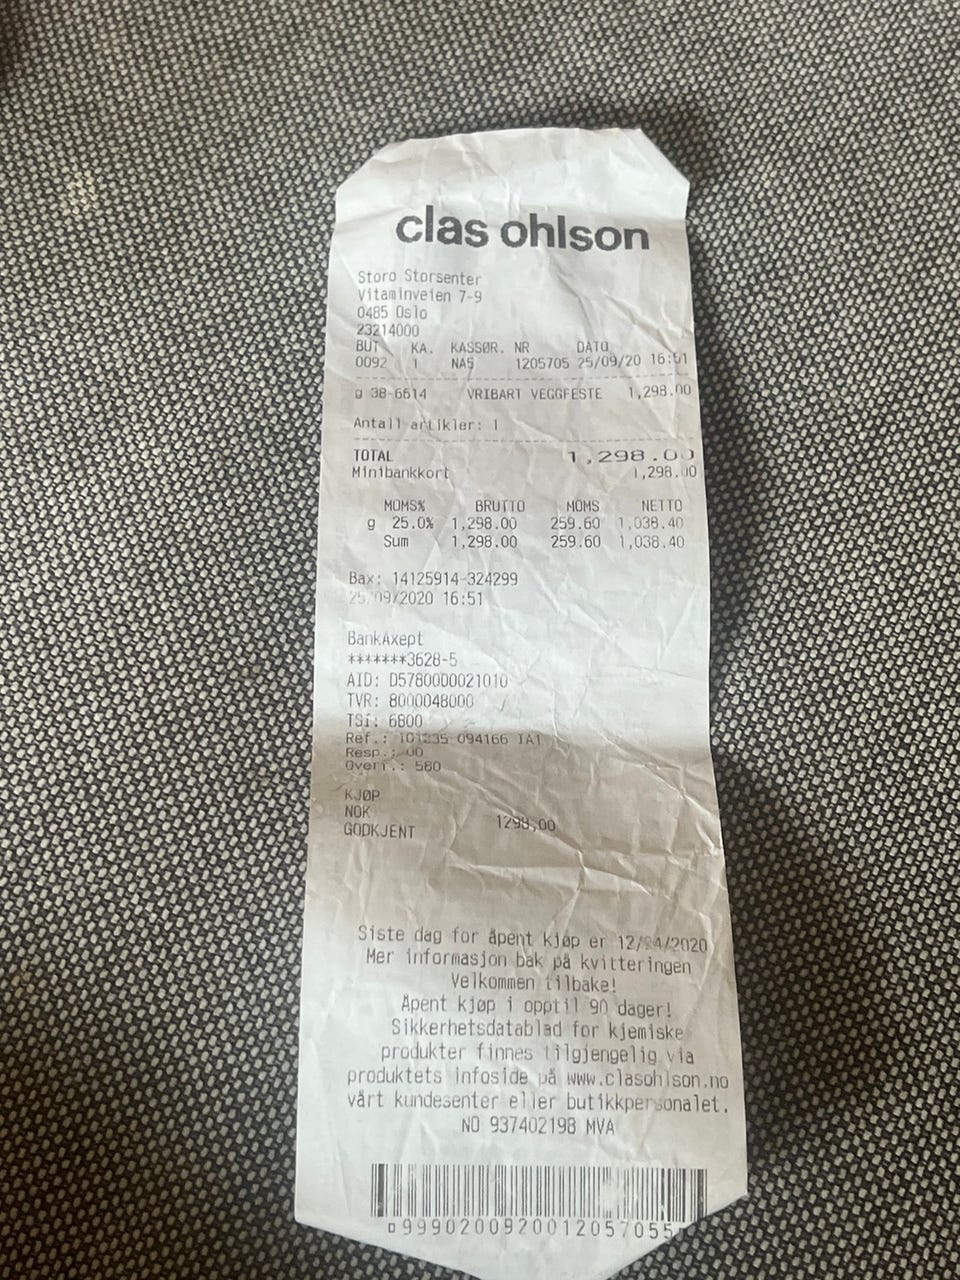 clas ohlson
Storo Storsenter
Vitaminveien 7-9
0485 Oslo
23214000
BUT KA. KASSØR. NR DATO
0092 1 NAS 1205705 25/09/20 16:51
g 38-6614 VRIBART VEGGFESTE 1,298.00
Antall artikler: 1
TOTAL 1,298.00
Minibankkort 1,298.00
MOMS% BRUTTO MOMS NETTO
g 25.0% 1,298.00 259.60 1,038.40
Sum 1,298.00 259.60 1,038.40
Bax: 14125914-324299
25/09/2020 16:51
BankAxept
*******3628-5
AID: D5780000021010
TVR: 8000048000
TSI: 6800
Ref.: 094166 IA1
Resp.: 00
Overf.: 580
KJØP
NOK 1298,00
GODKJENT
Siste dag for åpent kjøp er 12/24/2020
Mer informasjon bak på kvitteringen
Velkommen tilbake!
Åpent kjøp i opptil 90 dager!
Sikkerhetsdatablad for kjemiske
produkter finnes tilgjengelig via
produktets infoside på www.clasohlson.no
vårt kundesenter eller butikkpersonalet.
NO 937402198 MVA
9990200920012057055